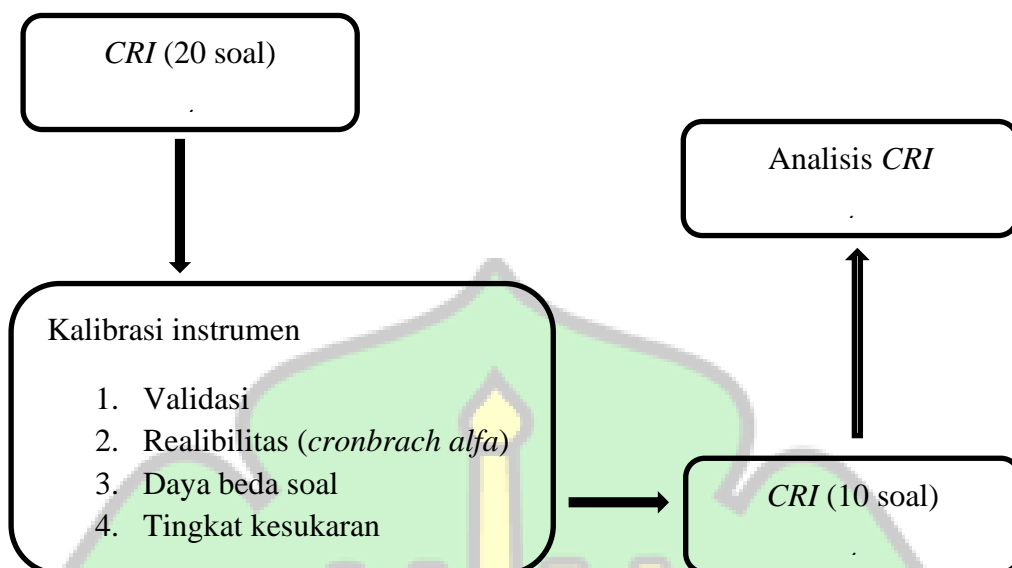 CRI (20 soal)
.
Kalibrasi instrumen
1. Validasi
2. Realibilitas (cronbrach alfa)
3. Daya beda soal
4. Tingkat kesukaran
CRI (10 soal)
.
Analisis CRI
.